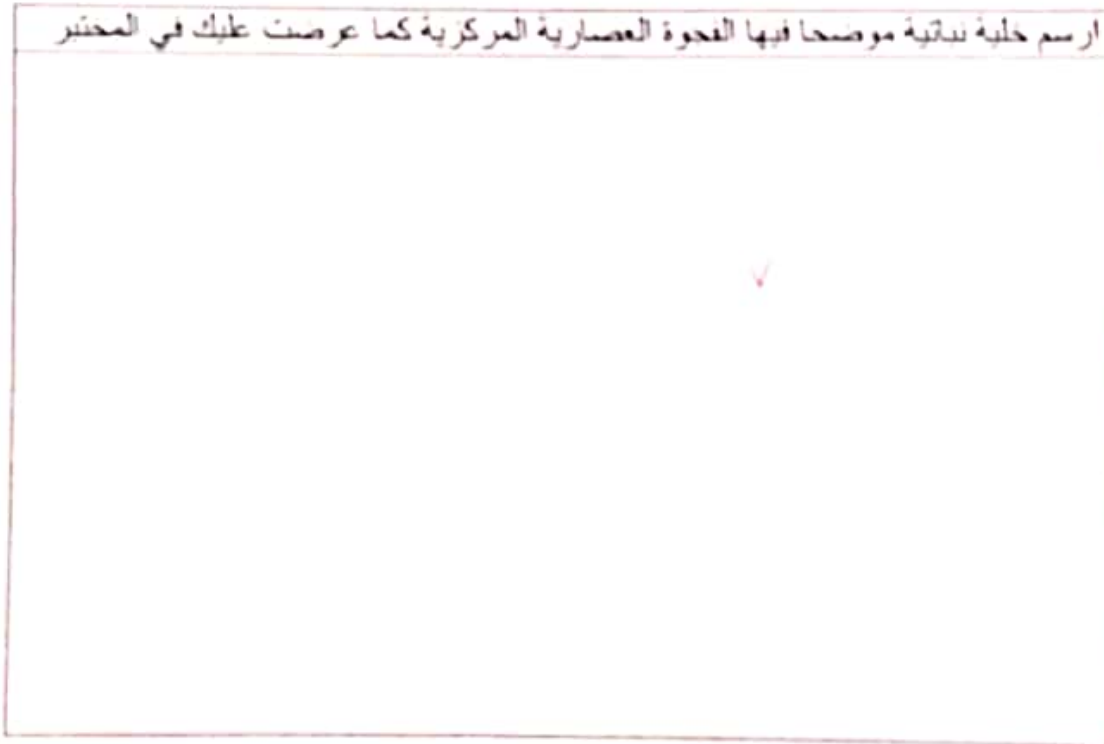 ارسم خلية نباتية موضحا فيها الفجوة العصارية المركزية كما عرضت عليك في المختبر